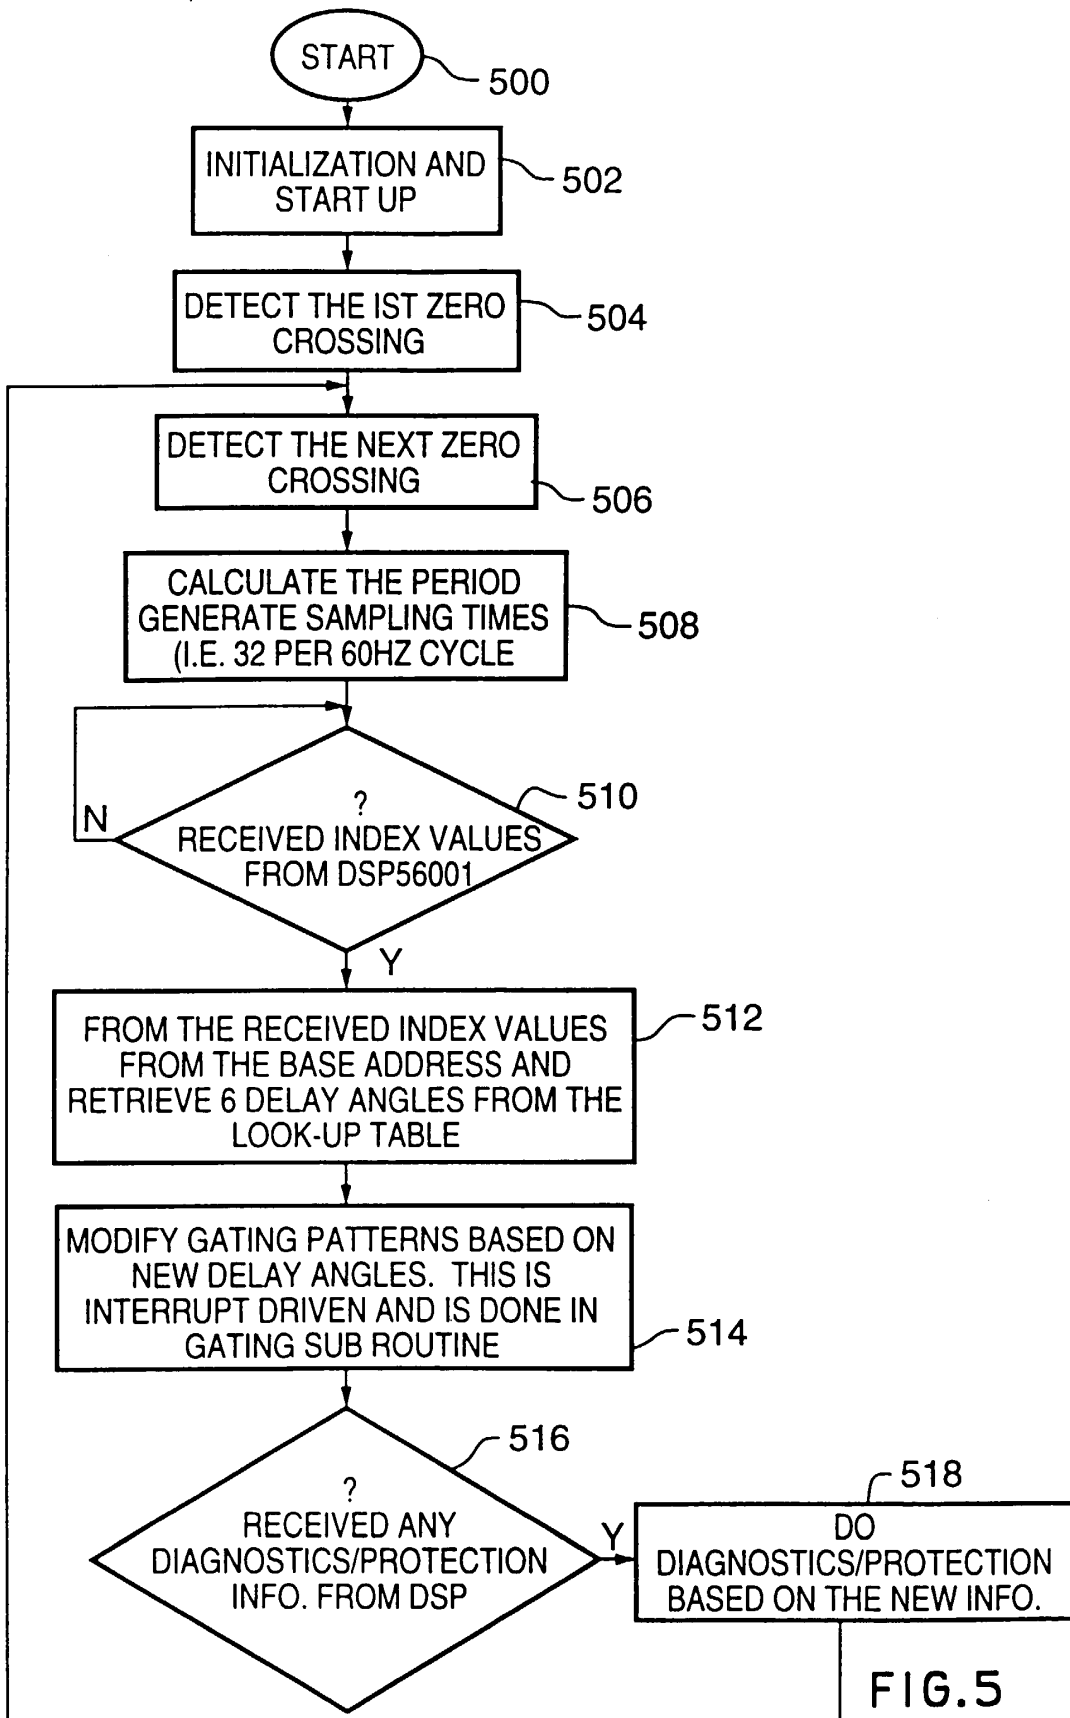 START
500
INITIALIZATION AND
START UP
502
DETECT THE IST ZERO
CROSSING
504
DETECT THE NEXT ZERO
CROSSING
506
CALCULATE THE PERIOD
GENERATE SAMPLING TIMES
(I.E. 32 PER 60HZ CYCLE
508
?
RECEIVED INDEX VALUES
FROM DSP56001
510
N
Y
FROM THE RECEIVED INDEX VALUES
FROM THE BASE ADDRESS AND
RETRIEVE 6 DELAY ANGLES FROM THE
LOOK-UP TABLE
512
MODIFY GATING PATTERNS BASED ON
NEW DELAY ANGLES. THIS IS
INTERRUPT DRIVEN AND IS DONE IN
GATING SUB ROUTINE
514
?
RECEIVED ANY
DIAGNOSTICS/PROTECTION
INFO. FROM DSP
516
Y
DO
DIAGNOSTICS/PROTECTION
BASED ON THE NEW INFO.
518
FIG.5